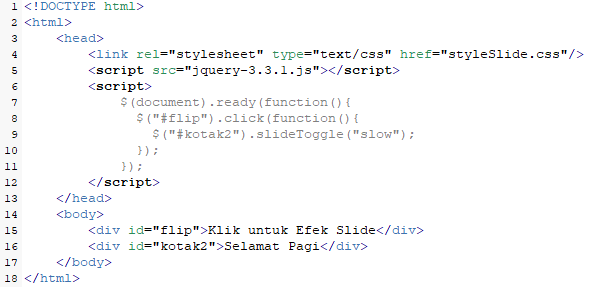 1 <!DOCTYPE html>
2 <html>
3     <head>
4         <link rel="stylesheet" type="text/css" href="styleSlide.css"/>
5         <script src="jquery-3.3.1.js"></script>
6         <script>
7             $(document).ready(function(){
8               $("#flip").click(function(){
9                 $("#kotak2").slideToggle("slow");
10               });
11             });
12         </script>
13     </head>
14     <body>
15         <div id="flip">Klik untuk Efek Slide</div>
16         <div id="kotak2">Selamat Pagi</div>
17     </body>
18 </html>